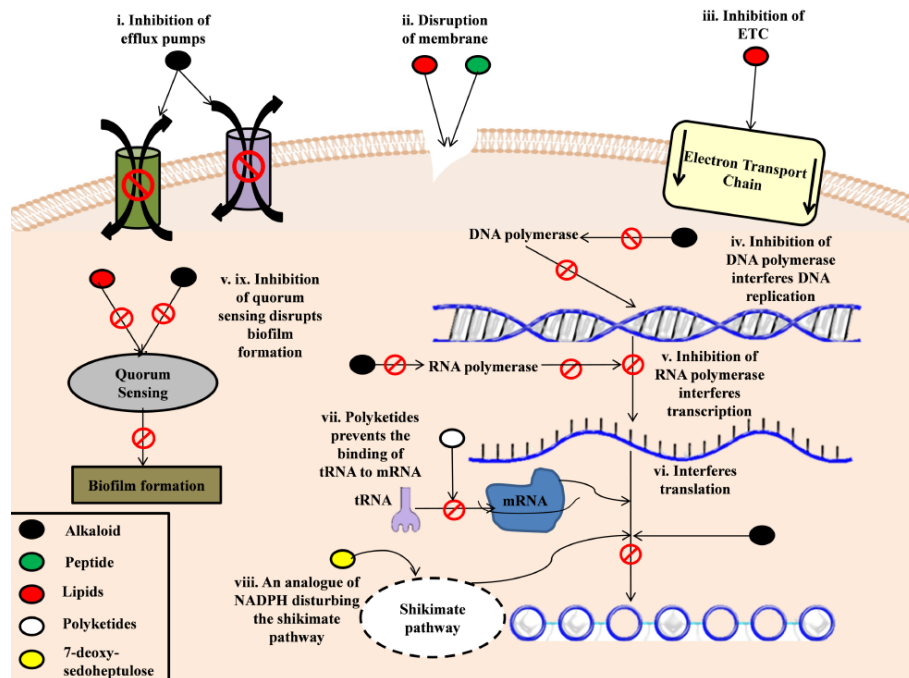 i. Inhibition of
efflux pumps
ii. Disruption
of membrane
iii. Inhibition of
ETC
Electron Transport
Chain
DNA polymerase
iv. Inhibition of
DNA polymerase
interferes DNA
replication
v. ix. Inhibition
of quorum
sensing disrupts
biofilm
formation
Quorum
Sensing
Biofilm formation
RNA polymerase
v. Inhibition of
RNA polymerase
interferes
transcription
vii. Polyketides
prevents the
binding of
tRNA to mRNA
tRNA
mRNA
vi. Interferes
translation
viii. An analogue of
NADPH disturbing
the shikimate
pathway
Shikimate
pathway
Alkaloid
Peptide
Lipids
Polyketides
7-deoxy-
sedoheptulose